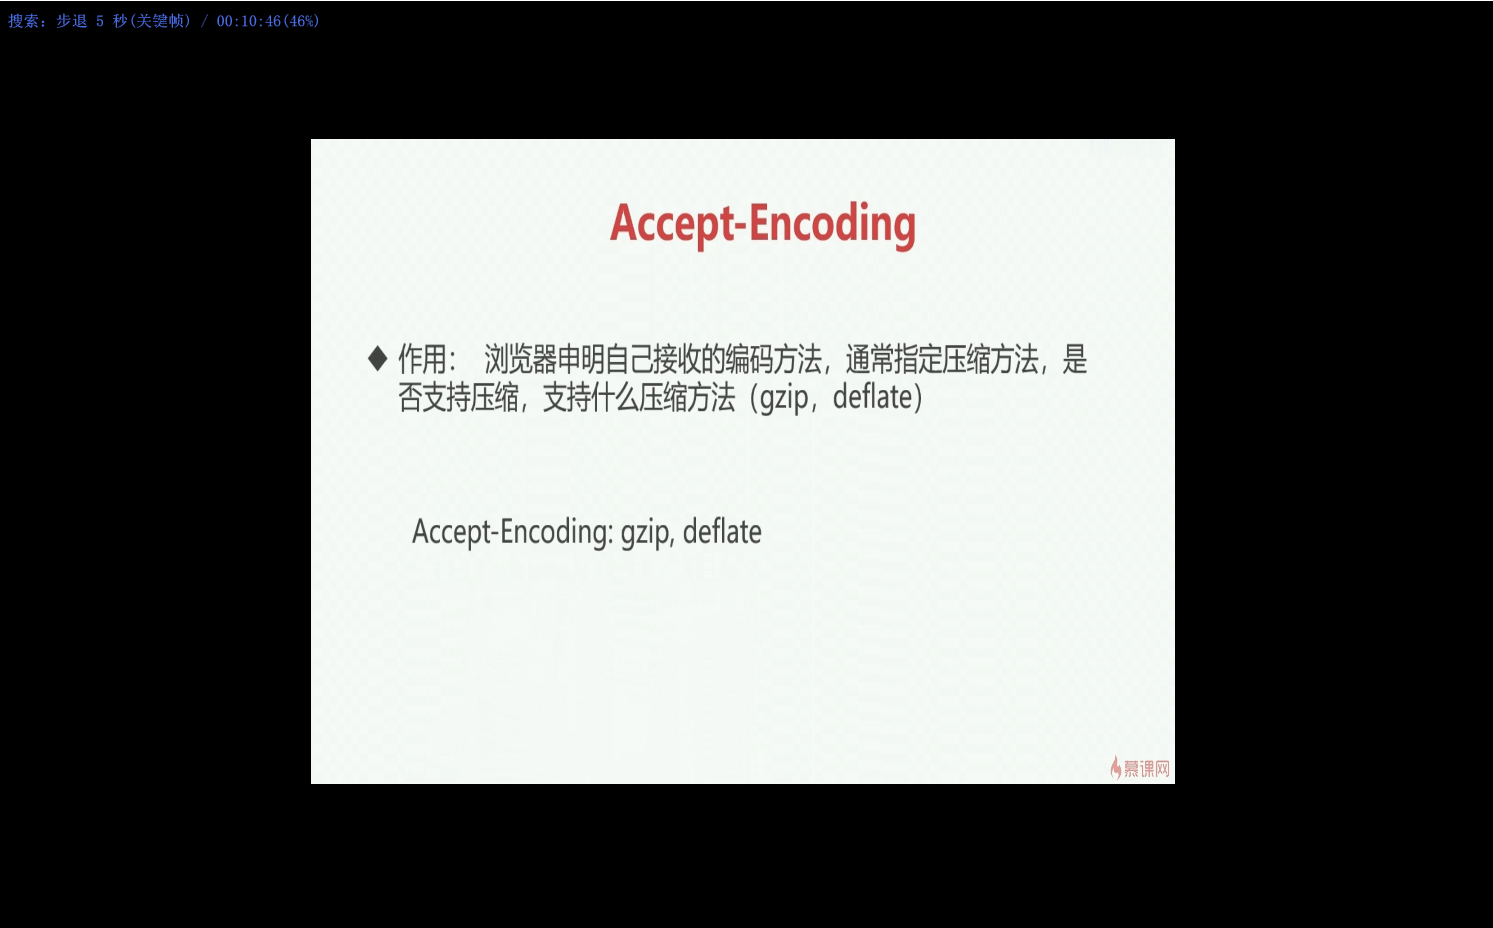 搜索: 步退 5 秒(关键帧) / 00:10:46(46%)
Accept-Encoding
◆ 作用： 浏览器申明自己接收的编码方法，通常指定压缩方法，是
否支持压缩，支持什么压缩方法（gzip，deflate）
Accept-Encoding: gzip, deflate
慕课网